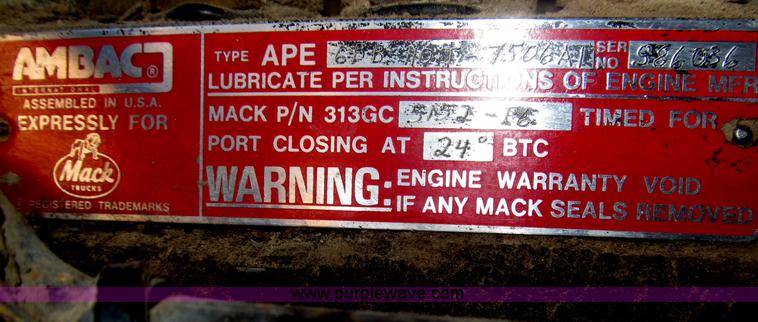 AMBAC®
INTERNATIONAL
ASSEMBLED IN U.S.A.
EXPRESSLY FOR
Mack
TRUCKS
REGISTERED TRADEMARKS
TYPE APE
SER NO 586036
LUBRICATE PER INSTRUCTIONS OF ENGINE MFR
MACK P/N 313GC TIMED FOR
PORT CLOSING AT 24° BTC
WARNING: ENGINE WARRANTY VOID
IF ANY MACK SEALS REMOVED
www.purplewave.com